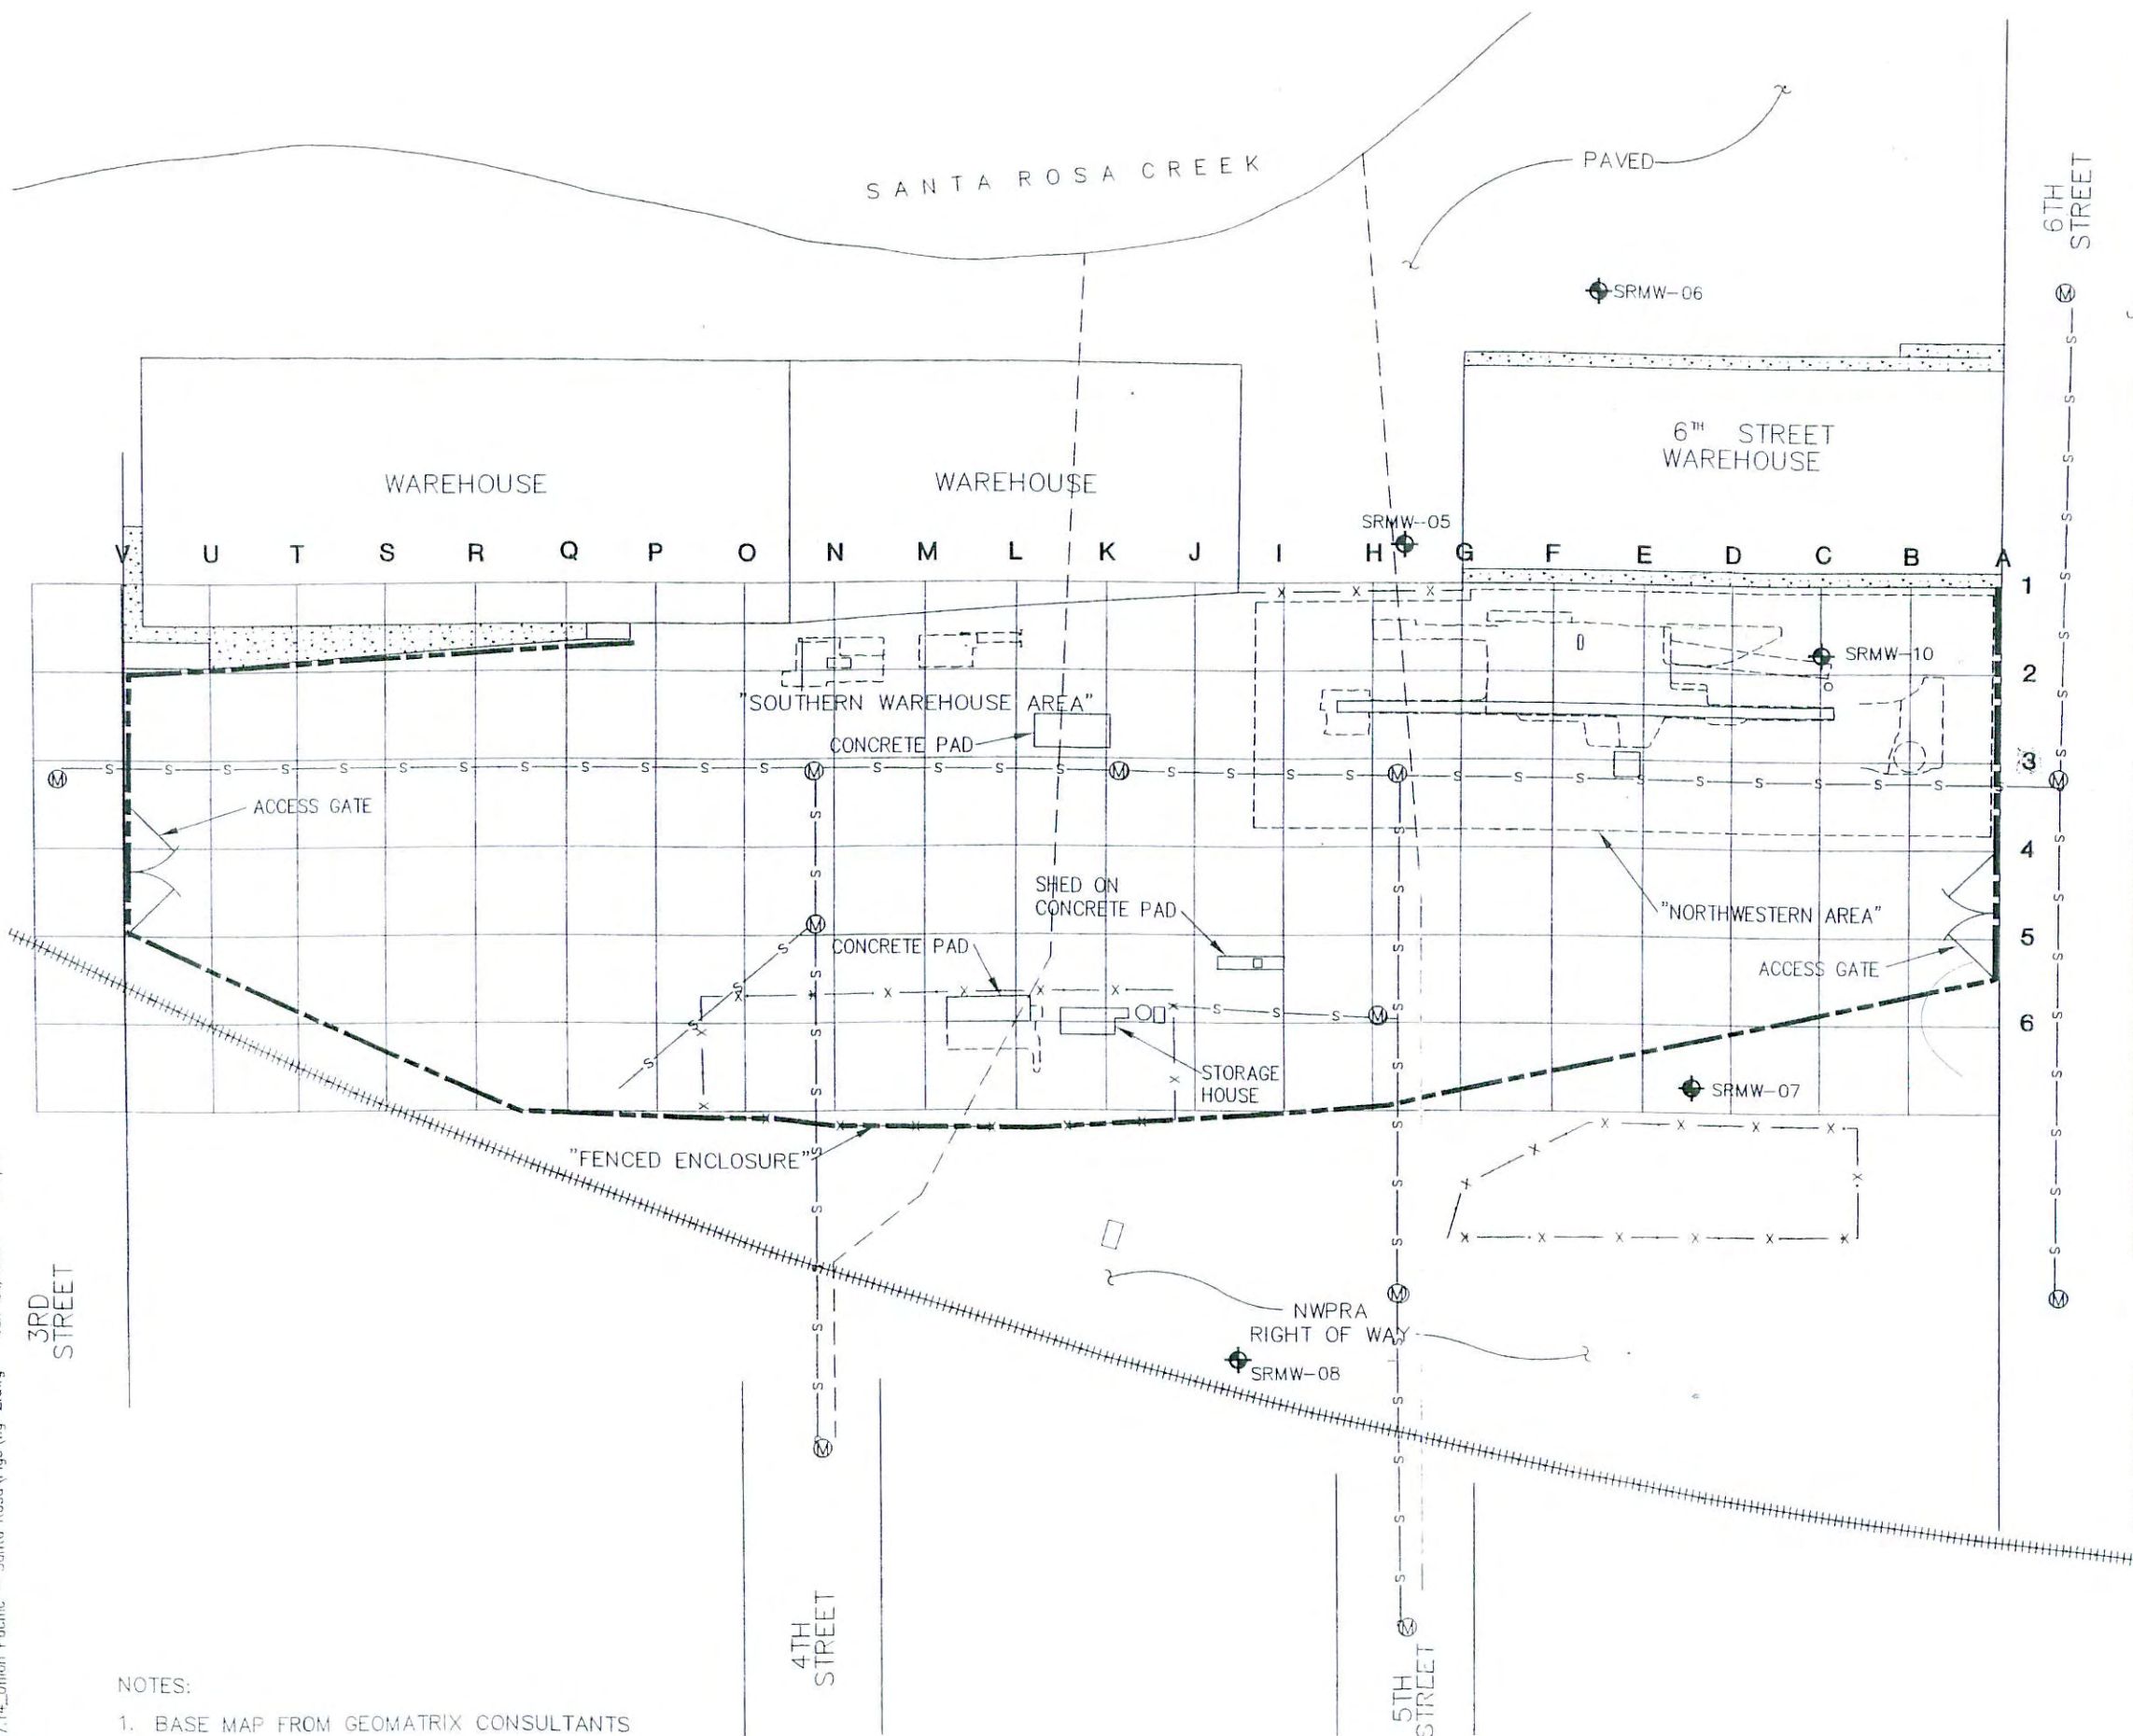 SANTA ROSA CREEK
PAVED
6TH
STREET
SRMW-06
6TH STREET
WAREHOUSE
WAREHOUSE
WAREHOUSE
SRMW-05
V U T S R Q P O N M L K J I H G F E D C B A
1
2
3
4
5
6
SRMW-10
"SOUTHERN WAREHOUSE AREA"
CONCRETE PAD
ACCESS GATE
SHED ON
CONCRETE PAD
"NORTHWESTERN AREA"
CONCRETE PAD
ACCESS GATE
STORAGE
HOUSE
SRMW-07
"FENCED ENCLOSURE"
3RD
STREET
NWPRA
RIGHT OF WAY
SRMW-08
4TH
STREET
5TH
STREET
NOTES:
1. BASE MAP FROM GEOMATRIX CONSULTANTS